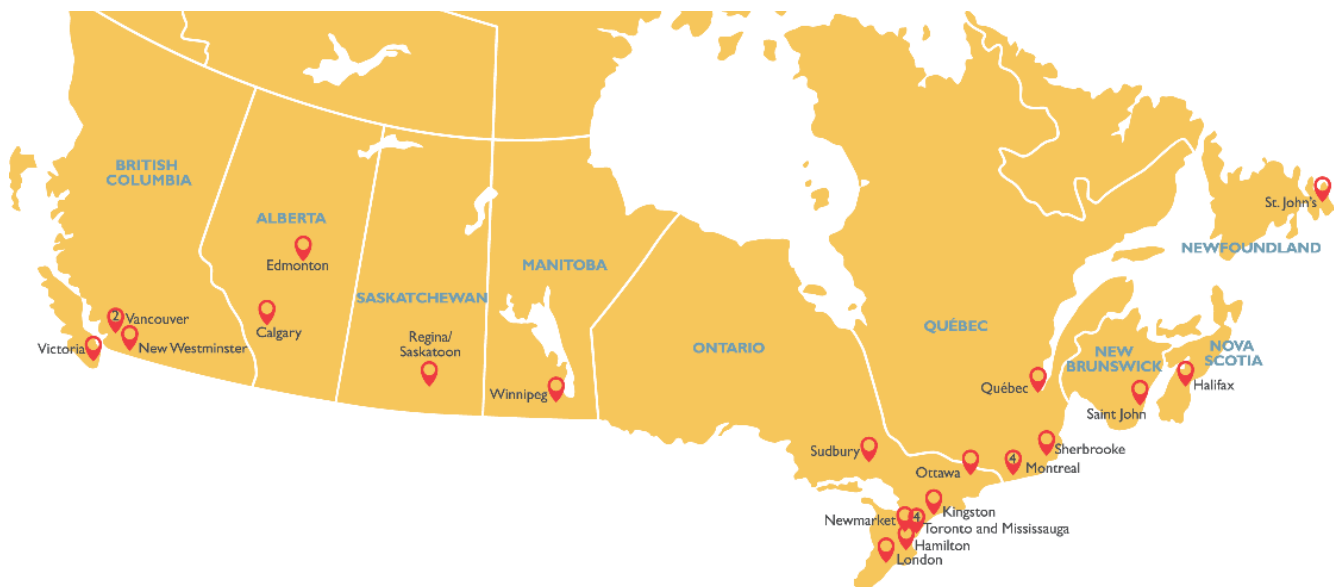 BRITISH
COLUMBIA
ALBERTA
Edmonton
SASKATCHEWAN
MANITOBA
2
Vancouver
New Westminster
Victoria
Calgary
Regina/
Saskatoon
Winnipeg
ONTARIO
QUÉBEC
St. John's
NEWFOUNDLAND
NEW
BRUNSWICK
NOVA
SCOTIA
Québec
Halifax
Saint John
Sudbury
Ottawa
4
Montreal
Sherbrooke
Kingston
Newmarket
4
Toronto and Mississauga
Hamilton
London